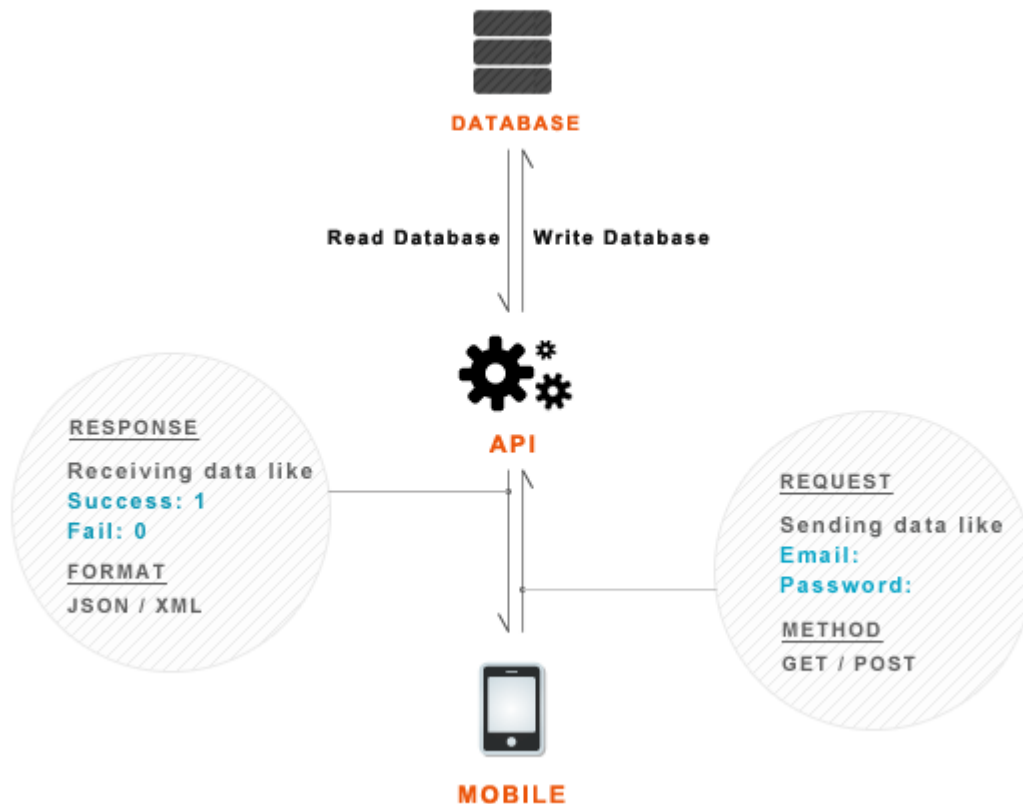 DATABASE
Read Database
Write Database
API
RESPONSE
Receiving data like
Success: 1
Fail: 0
FORMAT
JSON / XML
REQUEST
Sending data like
Email:
Password:
METHOD
GET / POST
MOBILE